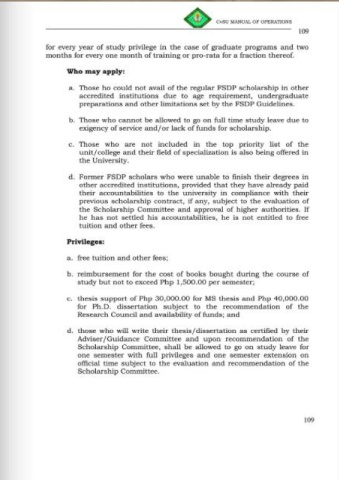 CvSU MANUAL OF OPERATIONS
109
for every year of study privilege in the case of graduate programs and two
months for every one month of training or pro-rata for a fraction thereof.
Who may apply:
a. Those ho could not avail of the regular FSDP scholarship in other
accredited institutions due to age requirement, undergraduate
preparations and other limitations set by the FSDP Guidelines.
b. Those who cannot be allowed to go on full time study leave due to
exigency of service and/or lack of funds for scholarship.
c. Those who are not included in the top priority list of the
unit/college and their field of specialization is also being offered in
the University.
d. Former FSDP scholars who were unable to finish their degrees in
other accredited institutions, provided that they have already paid
their accountabilities to the university in compliance with their
previous scholarship contract, if any, subject to the evaluation of
the Scholarship Committee and approval of higher authorities. If
he has not settled his accountabilities, he is not entitled to free
tuition and other fees.
Privileges:
a. free tuition and other fees;
b. reimbursement for the cost of books bought during the course of
study but not to exceed Php 1,500.00 per semester;
c. thesis support of Php 30,000.00 for MS thesis and Php 40,000.00
for Ph.D. dissertation subject to the recommendation of the
Research Council and availability of funds; and
d. those who will write their thesis/dissertation as certified by their
Adviser/Guidance Committee and upon recommendation of the
Scholarship Committee, shall be allowed to go on study leave for
one semester with full privileges and one semester extension on
official time subject to the evaluation and recommendation of the
Scholarship Committee.
109